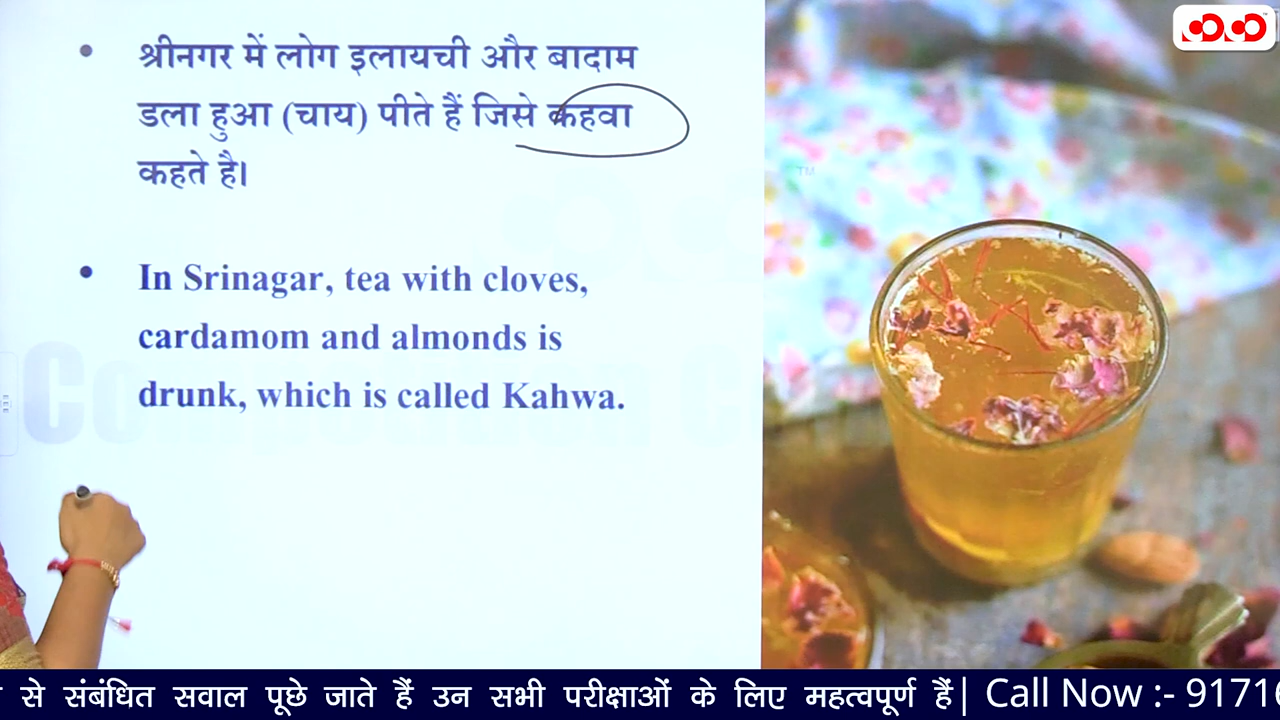 श्रीनगर में लोग इलायची और बादाम
डला हुआ (चाय) पीते हैं जिसे कहवा
कहते है।
In Srinagar, tea with cloves,
cardamom and almonds is
drunk, which is called Kahwa.
से संबंधित सवाल पूछे जाते हैं उन सभी परीक्षाओं के लिए महत्वपूर्ण हैं| Call Now :- 9171